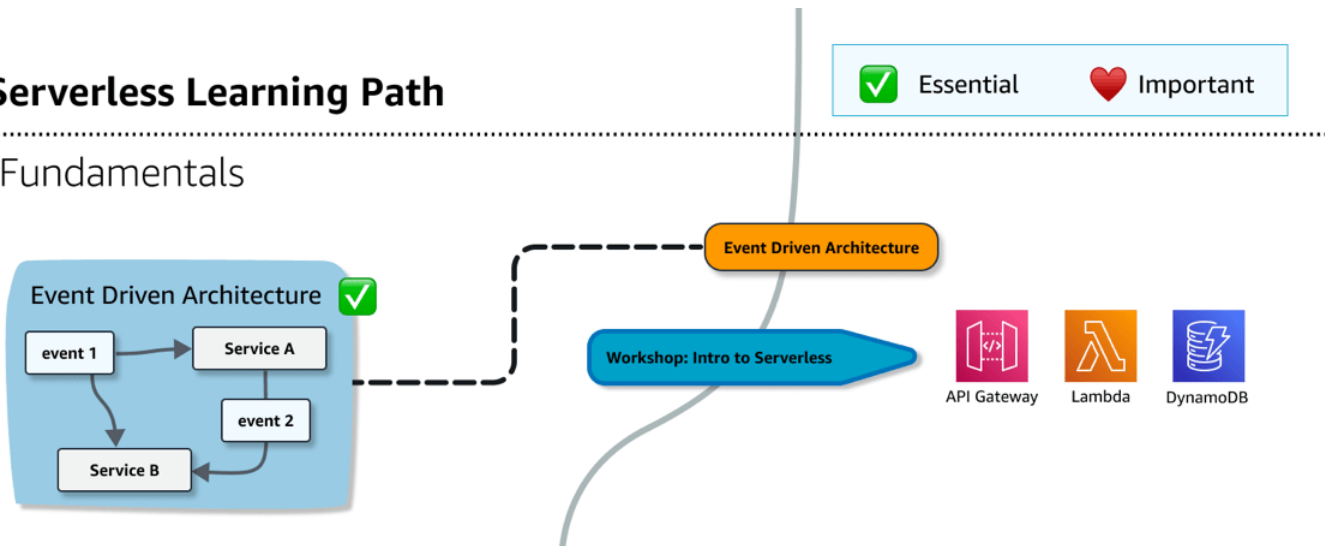 Serverless Learning Path
Essential
Important
Fundamentals
Event Driven Architecture
Event Driven Architecture
event 1
Service A
event 2
Service B
Workshop: Intro to Serverless
API Gateway
Lambda
DynamoDB